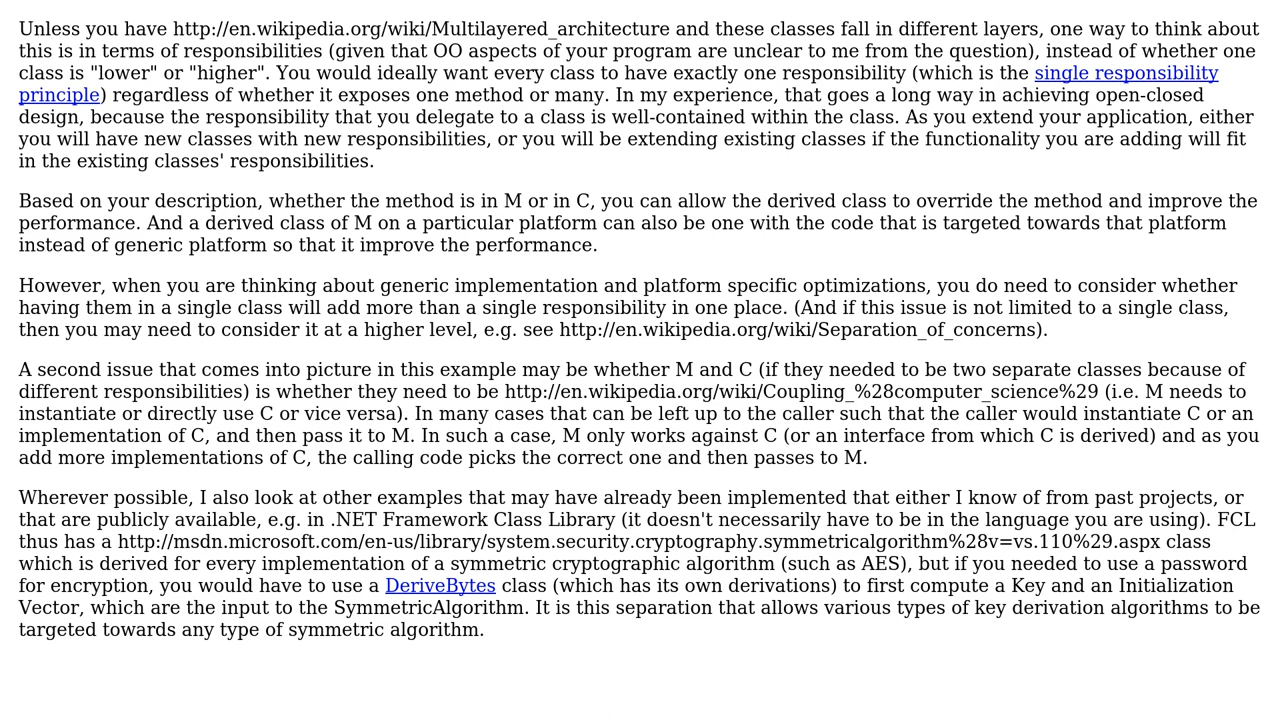 Unless you have http://en.wikipedia.org/wiki/Multilayered_architecture and these classes fall in different layers, one way to think about
this is in terms of responsibilities (given that OO aspects of your program are unclear to me from the question), instead of whether one
class is "lower" or "higher". You would ideally want every class to have exactly one responsibility (which is the single responsibility
principle) regardless of whether it exposes one method or many. In my experience, that goes a long way in achieving open-closed
design, because the responsibility that you delegate to a class is well-contained within the class. As you extend your application, either
you will have new classes with new responsibilities, or you will be extending existing classes if the functionality you are adding will fit
in the existing classes' responsibilities.
Based on your description, whether the method is in M or in C, you can allow the derived class to override the method and improve the
performance. And a derived class of M on a particular platform can also be one with the code that is targeted towards that platform
instead of generic platform so that it improve the performance.
However, when you are thinking about generic implementation and platform specific optimizations, you do need to consider whether
having them in a single class will add more than a single responsibility in one place. (And if this issue is not limited to a single class,
then you may need to consider it at a higher level, e.g. see http://en.wikipedia.org/wiki/Separation_of_concerns).
A second issue that comes into picture in this example may be whether M and C (if they needed to be two separate classes because of
different responsibilities) is whether they need to be http://en.wikipedia.org/wiki/Coupling_%28computer_science%29 (i.e. M needs to
instantiate or directly use C or vice versa). In many cases that can be left up to the caller such that the caller would instantiate C or an
implementation of C, and then pass it to M. In such a case, M only works against C (or an interface from which C is derived) and as you
add more implementations of C, the calling code picks the correct one and then passes to M.
Wherever possible, I also look at other examples that may have already been implemented that either I know of from past projects, or
that are publicly available, e.g. in .NET Framework Class Library (it doesn't necessarily have to be in the language you are using). FCL
thus has a http://msdn.microsoft.com/en-us/library/system.security.cryptography.symmetricalgorithm%28v=vs.110%29.aspx class
which is derived for every implementation of a symmetric cryptographic algorithm (such as AES), but if you needed to use a password
for encryption, you would have to use a DeriveBytes class (which has its own derivations) to first compute a Key and an Initialization
Vector, which are the input to the SymmetricAlgorithm. It is this separation that allows various types of key derivation algorithms to be
targeted towards any type of symmetric algorithm.